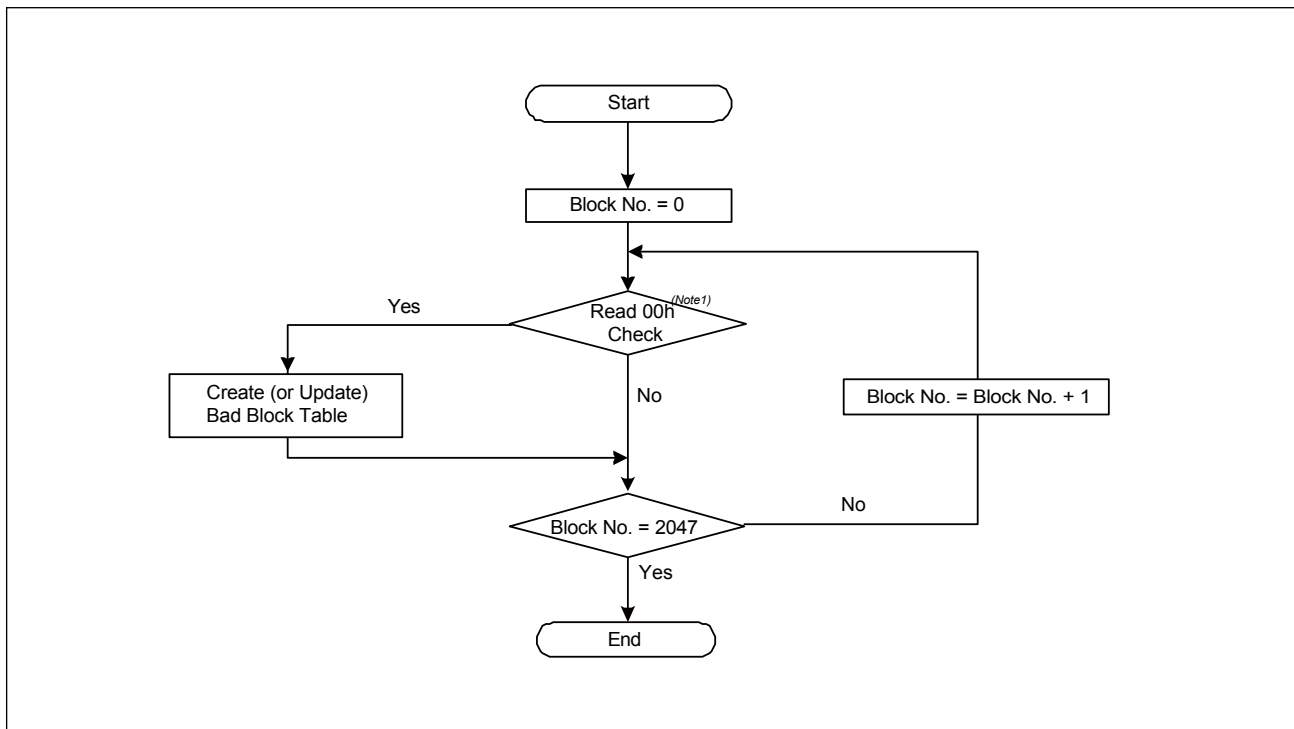 Start
Block No. = 0
Yes
Read 00h (Note1)
Check
Create (or Update)
Bad Block Table
No
Block No. = Block No. + 1
Block No. = 2047
No
Yes
End